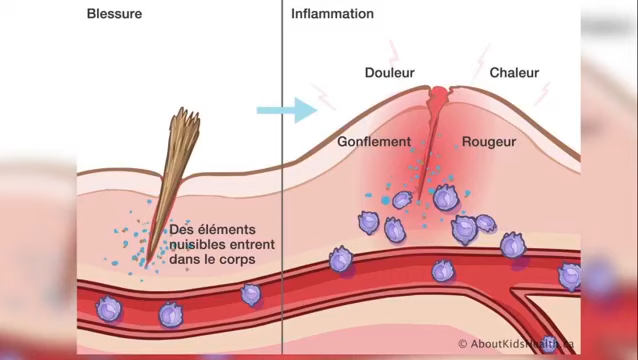 Blessure
Inflammation
Douleur
Chaleur
Gonflement
Rougeur
Des éléments
nuisibles entrent
dans le corps
© AboutKidsHealth.ca